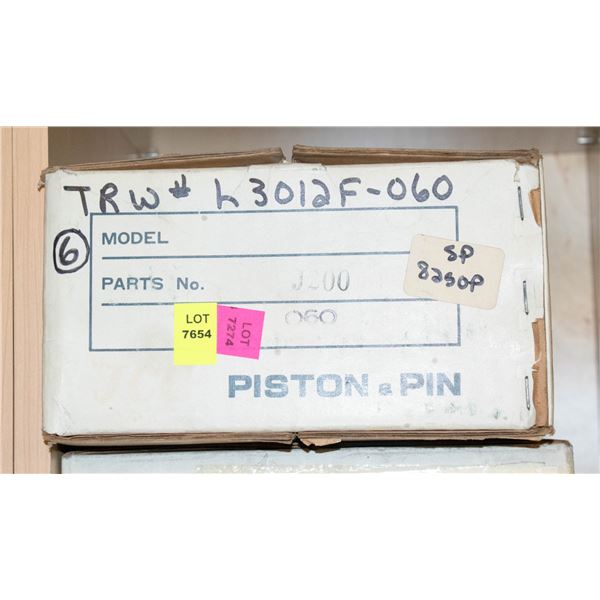 TRW# L3012F-060
6
MODEL
PARTS No. J200
060
SP
8250P
LOT
7654
LOT
7274
PISTON & PIN